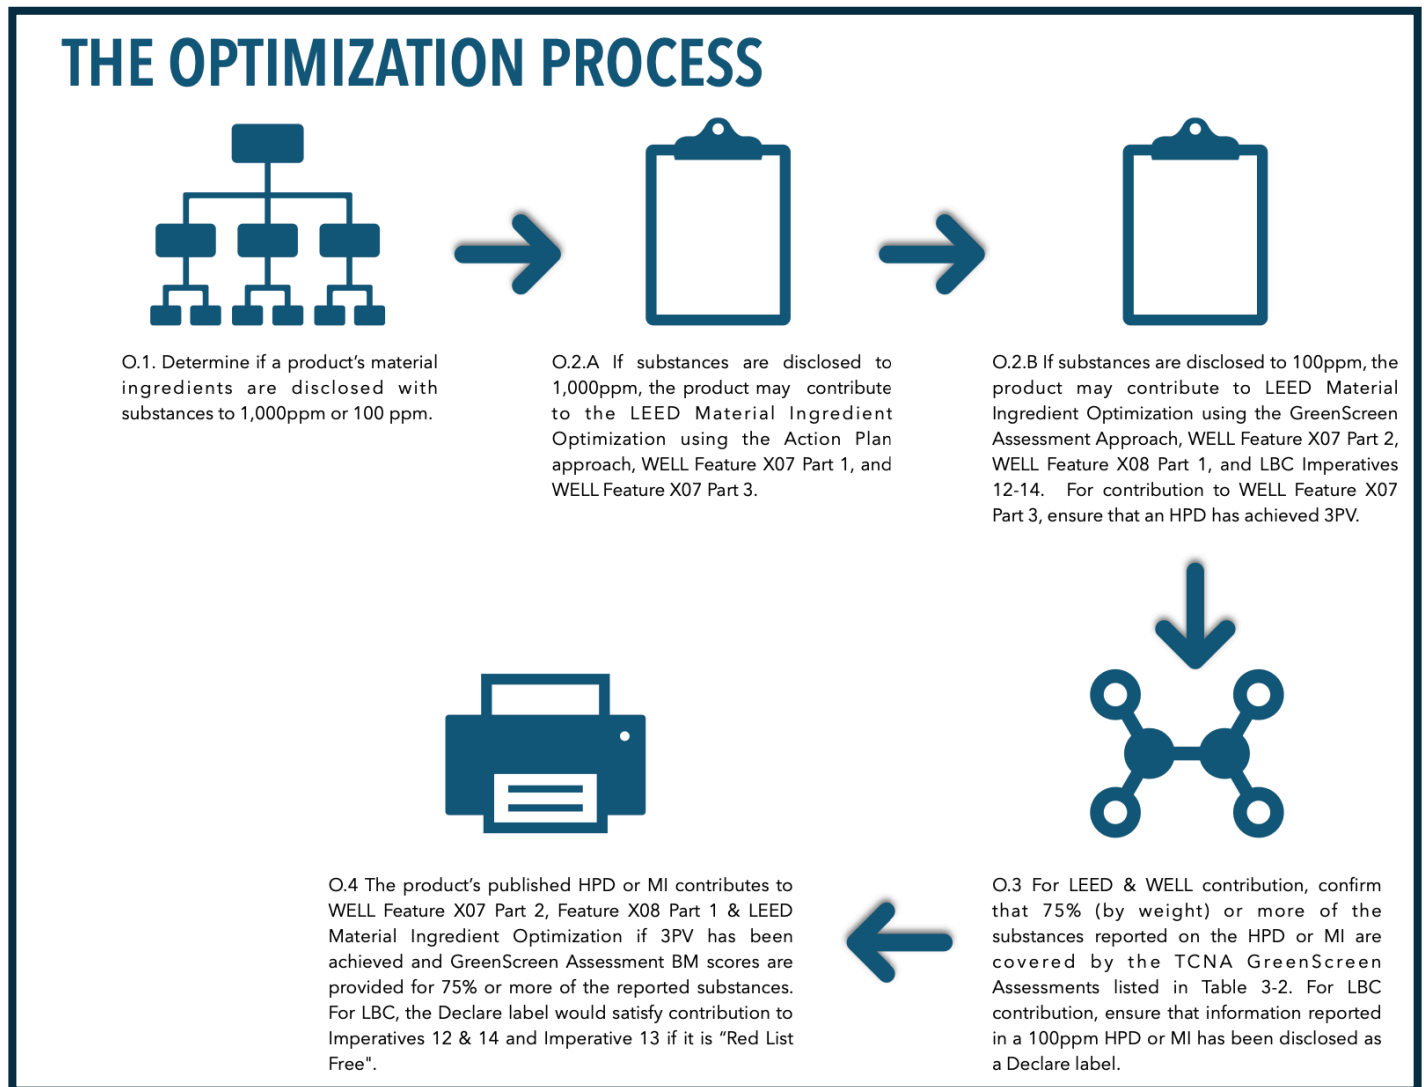 THE OPTIMIZATION PROCESS
O.1. Determine if a product's material
ingredients are disclosed with
substances to 1,000ppm or 100 ppm.
O.2.A If substances are disclosed to
1,000ppm, the product may contribute
to the LEED Material Ingredient
Optimization using the Action Plan
approach, WELL Feature X07 Part 1, and
WELL Feature X07 Part 3.
O.2.B If substances are disclosed to 100ppm, the
product may contribute to LEED Material
Ingredient Optimization using the GreenScreen
Assessment Approach, WELL Feature X07 Part 2,
WELL Feature X08 Part 1, and LBC Imperatives
12-14. For contribution to WELL Feature X07
Part 3, ensure that an HPD has achieved 3PV.
O.3 For LEED & WELL contribution, confirm
that 75% (by weight) or more of the
substances reported on the HPD or MI are
covered by the TCNA GreenScreen
Assessments listed in Table 3-2. For LBC
contribution, ensure that information reported
in a 100ppm HPD or MI has been disclosed as
a Declare label.
O.4 The product's published HPD or MI contributes to
WELL Feature X07 Part 2, Feature X08 Part 1 & LEED
Material Ingredient Optimization if 3PV has been
achieved and GreenScreen Assessment BM scores are
provided for 75% or more of the reported substances.
For LBC, the Declare label would satisfy contribution to
Imperatives 12 & 14 and Imperative 13 if it is “Red List
Free".